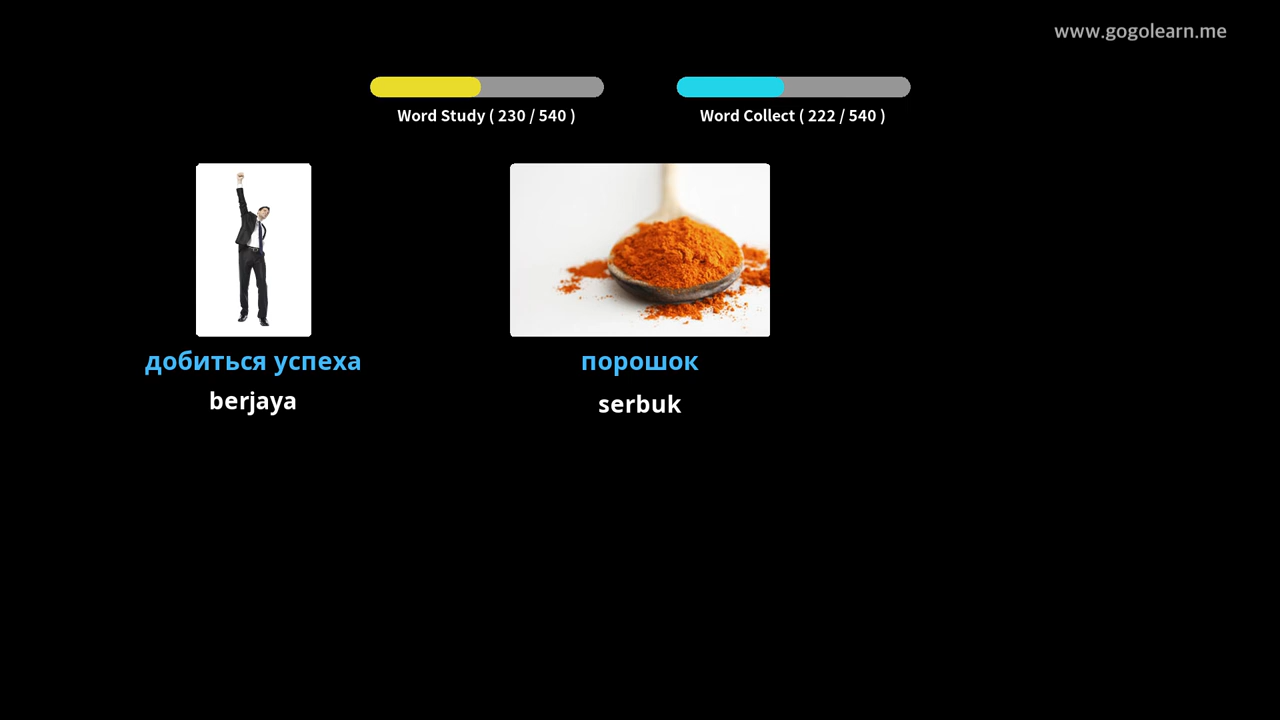 www.gogolearn.me
Word Study ( 230 / 540 )
Word Collect ( 222 / 540 )
добиться успеха
berjaya
порошок
serbuk